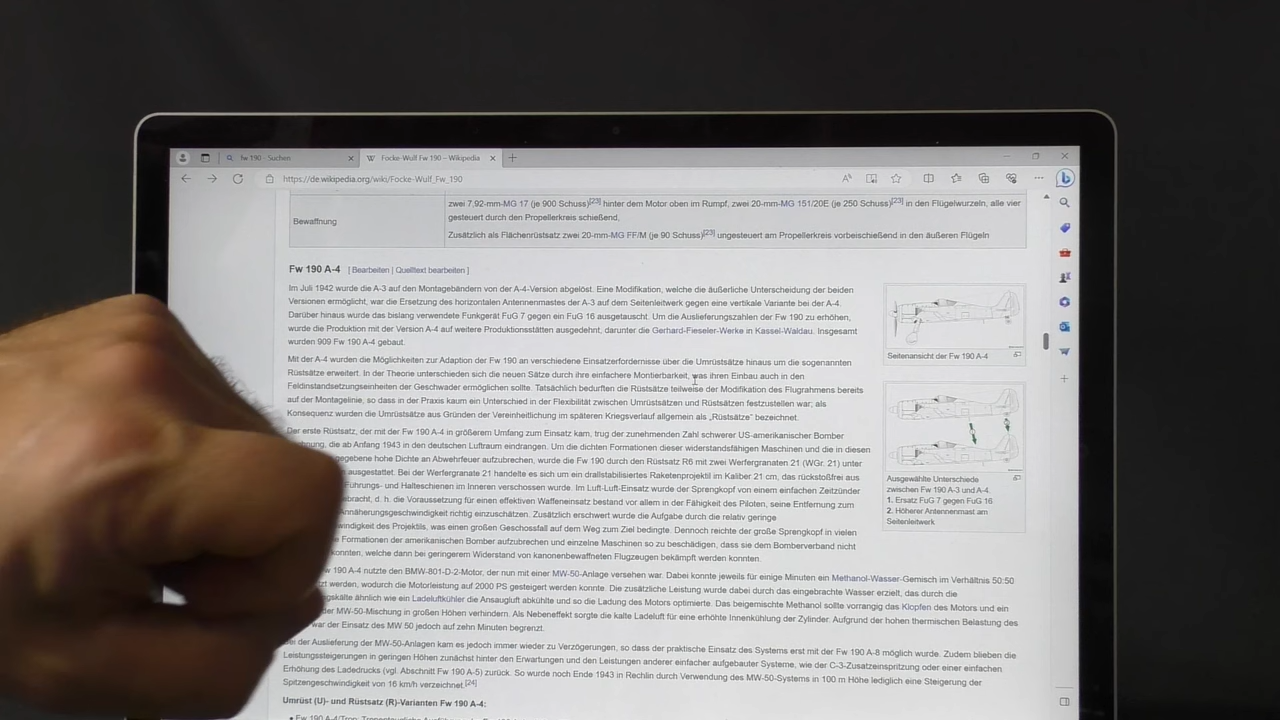 fw 190 - Suchen
Focke-Wulf Fw 190 – Wikipedia
https://de.wikipedia.org/wiki/Focke-Wulf_Fw_190
Bewaffnung
zwei 7,92-mm-MG 17 (je 900 Schuss)[23] hinter dem Motor oben im Rumpf, zwei 20-mm-MG 151/20E (je 250 Schuss)[23] in den Flügelwurzeln, alle vier
gesteuert durch den Propellerkreis schießend,
Zusätzlich als Flächenrüstsatz zwei 20-mm-MG FF/M (je 90 Schuss)[23] ungesteuert am Propellerkreis vorbeischießend in den äußeren Flügeln
Fw 190 A-4 [ Bearbeiten | Quelltext bearbeiten ]
Im Juli 1942 wurde die A-3 auf den Montagebändern von der A-4-Version abgelöst. Eine Modifikation, welche die äußerliche Unterscheidung der beiden
Versionen ermöglicht, war die Ersetzung des horizontalen Antennenmastes der A-3 auf dem Seitenleitwerk gegen eine vertikale Variante bei der A-4.
Darüber hinaus wurde das bislang verwendete Funkgerät FuG 7 gegen ein FuG 16 ausgetauscht. Um die Auslieferungszahlen der Fw 190 zu erhöhen,
wurde die Produktion mit der Version A-4 auf weitere Produktionsstätten ausgedehnt, darunter die Gerhard-Fieseler-Werke in Kassel-Waldau. Insgesamt
wurden 909 Fw 190 A-4 gebaut.
Mit der A-4 wurden die Möglichkeiten zur Adaption der Fw 190 an verschiedene Einsatzerfordernisse über die Umrüstsätze hinaus um die sogenannten
Rüstsätze erweitert. In der Theorie unterschieden sich die neuen Sätze durch ihre einfachere Montierbarkeit, was ihren Einbau auch in den
Feldinstandsetzungseinheiten der Geschwader ermöglichen sollte. Tatsächlich bedurften die Rüstsätze teilweise der Modifikation des Flugrahmens bereits
auf der Montagelinie, so dass in der Praxis kaum ein Unterschied in der Flexibilität zwischen Umrüstsätzen und Rüstsätzen festzustellen war; als
Konsequenz wurden die Umrüstsätze aus Gründen der Vereinheitlichung im späteren Kriegsverlauf allgemein als „Rüstsätze“ bezeichnet.
Der erste Rüstsatz, der mit der Fw 190 A-4 in größerem Umfang zum Einsatz kam, trug der zunehmenden Zahl schwerer US-amerikanischer Bomber
die ab Anfang 1943 in den deutschen Luftraum eindrangen. Um die dichten Formationen dieser widerstandsfähigen Maschinen und die in diesen
gegebene hohe Dichte an Abwehrfeuer aufzubrechen, wurde die Fw 190 durch den Rüstsatz R6 mit zwei Werfergranaten 21 (WGr. 21) unter
ausgestattet. Bei der Werfergranate 21 handelte es sich um ein drallstabilisiertes Raketenprojektil im Kaliber 21 cm, das rückstoßfrei aus
Führungs- und Halteschienen im Inneren verschossen wurde. Im Luft-Luft-Einsatz wurde der Sprengkopf von einem einfachen Zeitzünder
bracht, d. h. die Voraussetzung für einen effektiven Waffeneinsatz bestand vor allem in der Fähigkeit des Piloten, seine Entfernung zum
Annäherungsgeschwindigkeit richtig einzuschätzen. Zusätzlich erschwert wurde die Aufgabe durch die relativ geringe
windigkeit des Projektils, was einen großen Geschossfall auf dem Weg zum Ziel bedingte. Dennoch reichte der große Sprengkopf in vielen
Formationen der amerikanischen Bomber aufzubrechen und einzelne Maschinen so zu beschädigen, dass sie dem Bomberverband nicht
konnten, welche dann bei geringerem Widerstand von kanonenbewaffneten Flugzeugen bekämpft werden konnten.
w 190 A-4 nutzte den BMW-801-D-2-Motor, der nun mit einer MW-50-Anlage versehen war. Dabei konnte jeweils für einige Minuten ein Methanol-Wasser-Gemisch im Verhältnis 50:50
werden, wodurch die Motorleistung auf 2000 PS gesteigert werden konnte. Die zusätzliche Leistung wurde dabei durch das eingebrachte Wasser erzielt, das durch die
gskälte ähnlich wie ein Ladeluftkühler die Ansaugluft abkühlte und so die Ladung des Motors optimierte. Das beigemischte Methanol sollte vorrangig das Klopfen des Motors und ein
der MW-50-Mischung in großen Höhen verhindern. Als Nebeneffekt sorgte die kalte Ladeluft für eine erhöhte Innenkühlung der Zylinder. Aufgrund der hohen thermischen Belastung des
war der Einsatz des MW 50 jedoch auf zehn Minuten begrenzt.
der Auslieferung der MW-50-Anlagen kam es jedoch immer wieder zu Verzögerungen, so dass der praktische Einsatz des Systems erst mit der Fw 190 A-8 möglich wurde. Zudem blieben die
Leistungssteigerungen in geringen Höhen zunächst hinter den Erwartungen und den Leistungen anderer einfacher aufgebauter Systeme, wie der C-3-Zusatzeinspritzung oder einer einfachen
Erhöhung des Ladedrucks (vgl. Abschnitt Fw 190 A-5) zurück. So wurde noch Ende 1943 in Rechlin durch Verwendung des MW-50-Systems in 100 m Höhe lediglich eine Steigerung der
Spitzengeschwindigkeit von 16 km/h verzeichnet.[24]
Umrüst (U)- und Rüstsatz (R)-Varianten Fw 190 A-4:
Seitenansicht der Fw 190 A-4
Ausgewählte Unterschiede
zwischen Fw 190 A-3 und A-4.
1. Ersatz FuG 7 gegen FuG 16
2. Höherer Antennenmast am
Seitenleitwerk